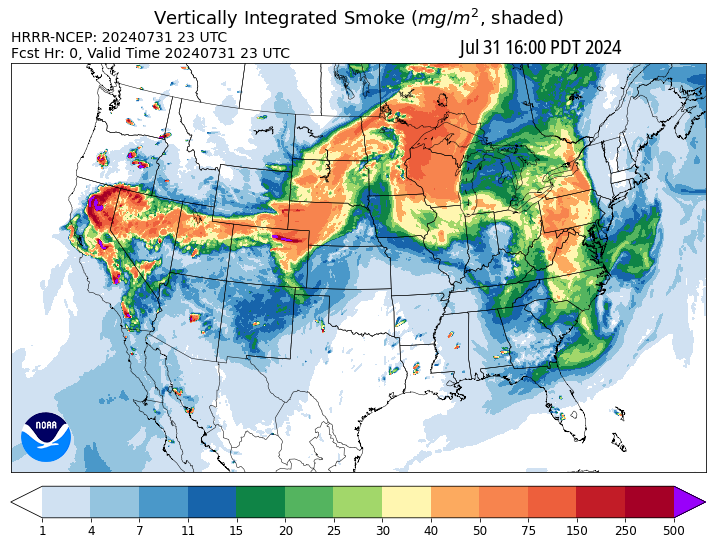 Vertically Integrated Smoke (mg/m², shaded)
HRRR-NCEP: 20240731 23 UTC
Fcst Hr: 0, Valid Time 20240731 23 UTC
Jul 31 16:00 PDT 2024
NOAA
1 4 7 11 15 20 25 30 40 50 75 150 250 500